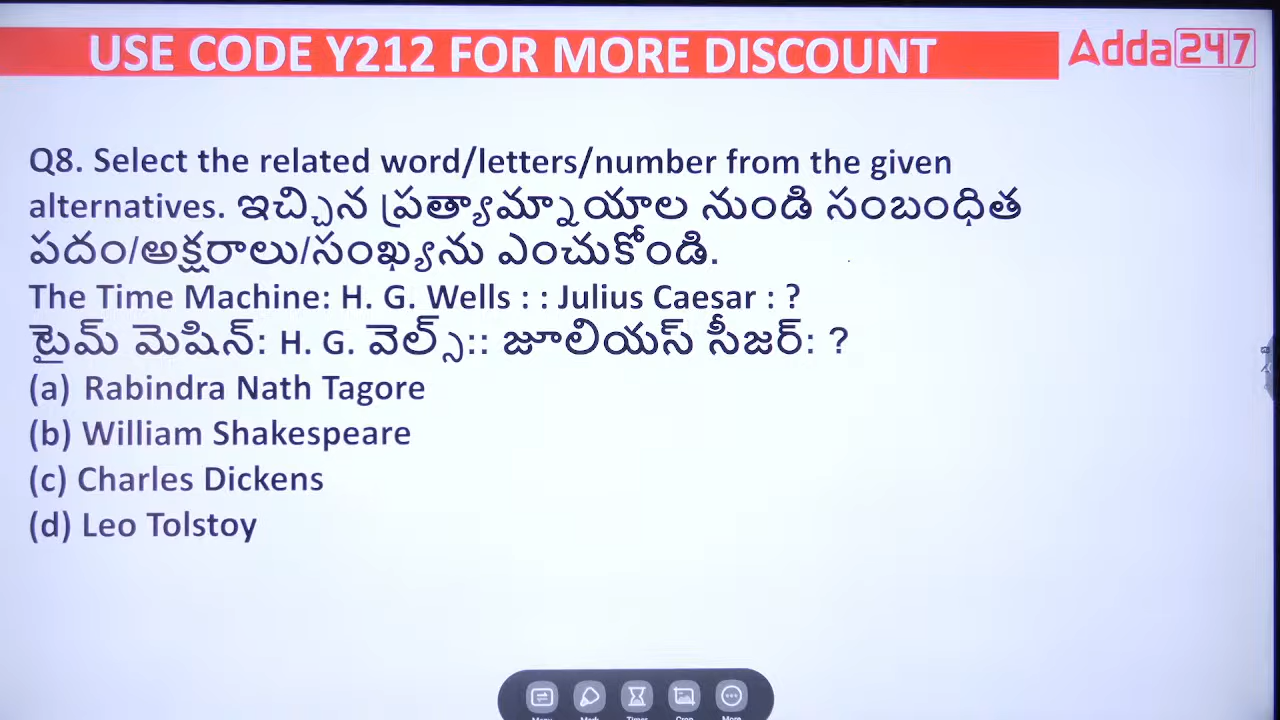 USE CODE Y212 FOR MORE DISCOUNT
Adda247
Q8. Select the related word/letters/number from the given
alternatives. ఇచ్చిన ప్రత్యామ్నాయాల నుండి సంబంధిత
పదం/అక్షరాలు/సంఖ్యను ఎంచుకోండి.
The Time Machine: H. G. Wells : : Julius Caesar : ?
టైమ్ మెషిన్: H. G. వెల్స్:: జూలియస్ సీజర్: ?
(a) Rabindra Nath Tagore
(b) William Shakespeare
(c) Charles Dickens
(d) Leo Tolstoy